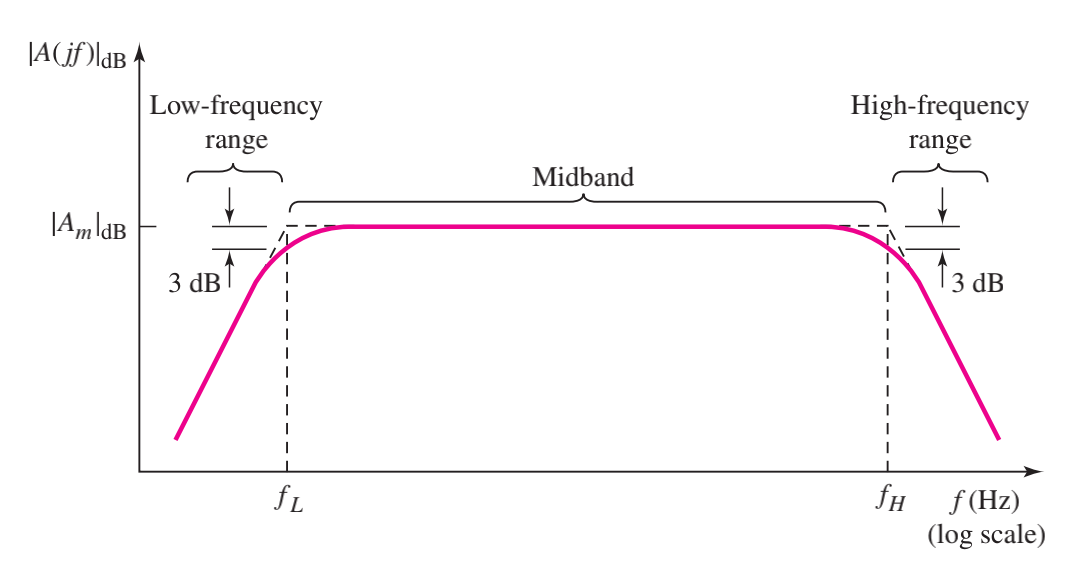 |A(jf)|dB
Low-frequency
range
High-frequency
range
Midband
|Am|dB
3 dB
3 dB
fL
fH
f (Hz)
(log scale)